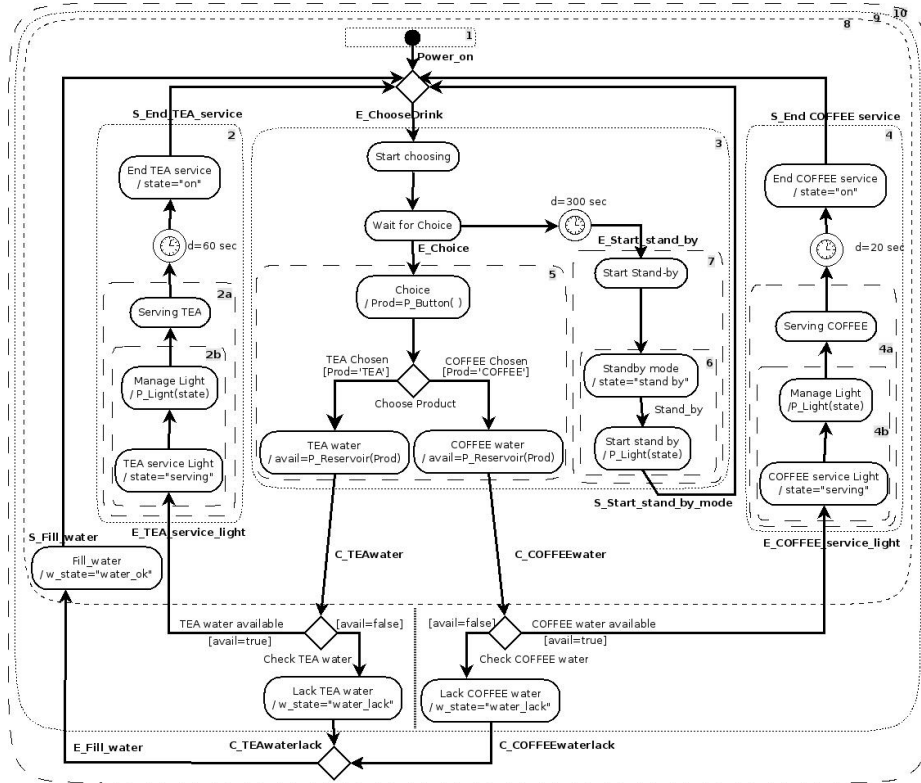 10
9
8
1
Power_on
S_End_TEA_service
E_ChooseDrink
S_End COFFEE service
2
3
4
Start choosing
End TEA service
/ state="on"
End COFFEE service
/ state="on"
d=300 sec
Wait for Choice
E_Choice
E_Start_stand_by
d=60 sec
d=20 sec
5
7
Choice
/ Prod=P_Button( )
Start Stand-by
2a
Serving TEA
Serving COFFEE
4a
2b
TEA Chosen
[Prod='TEA']
COFFEE Chosen
[Prod='COFFEE']
6
Standby mode
/ state="stand by"
Manage Light
/ P_Lignt(state)
Manage Light
/P_Light(state)
Choose Product
Stand_by
4b
TEA water
/ avail=P_Reservoir(Prod)
COFFEE water
/ avail=P_Reservoir(Prod)
Start stand by
/ P_Light(state)
TEA service Light
/ state="serving"
COFFEE service Light
/ state="serving"
S_Start_stand_by_mode
E_TEA_service_light
E_COFFEE_service_light
S_Fill_water
C_TEAwater
C_COFFEEwater
Fill_water
/ w_state="water_ok"
TEA water available
[avail=true]
[avail=false]
[avail=false]
COFFEE water available
[avail=true]
Check TEA water
Check COFFEE water
Lack TEA water
/ w_state="water_lack"
Lack COFFEE water
/ w_state="water_lack"
E_Fill_water
C_TEAwaterlack
C_COFFEEwaterlack